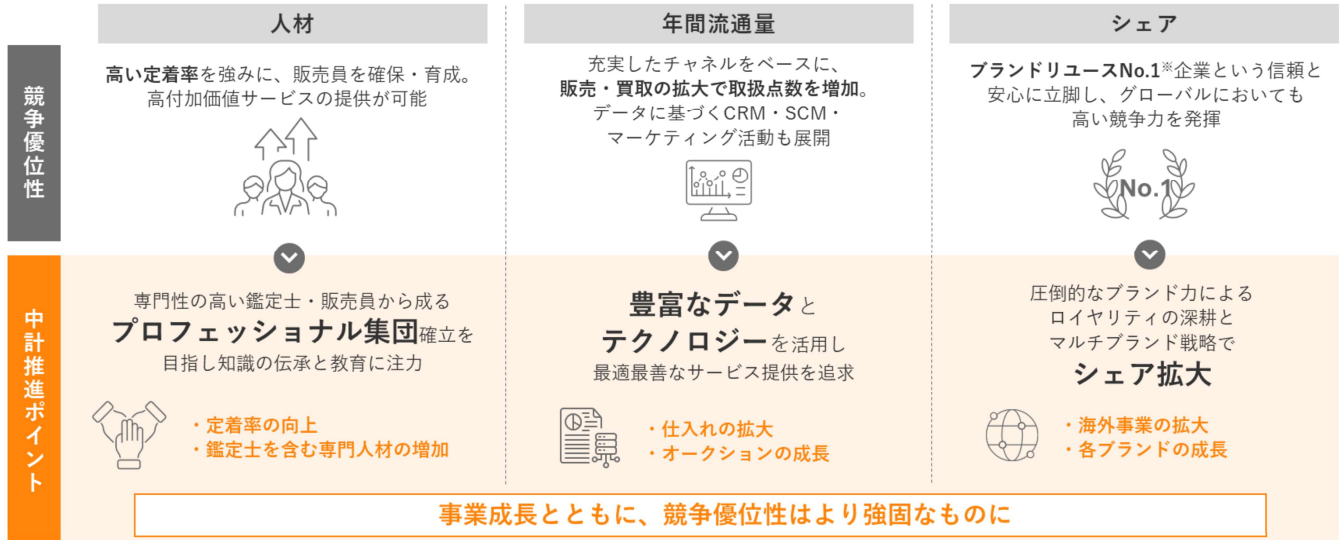 人材
年間流通量
シェア
競争優位性
高い定着率を強みに、販売員を確保・育成。
高付加価値サービスの提供が可能
充実したチャネルをベースに、
販売・買取の拡大で取扱点数を増加。
データに基づくCRM・SCM・
マーケティング活動も展開
ブランドリユースNo.1※企業という信頼と
安心に立脚し、グローバルにおいても
高い競争力を発揮
No.1
中計推進ポイント
専門性の高い鑑定士・販売員から成る
プロフェッショナル集団確立を
目指し知識の伝承と教育に注力
・定着率の向上
・鑑定士を含む専門人材の増加
豊富なデータと
テクノロジーを活用し
最適最善なサービス提供を追求
・仕入れの拡大
・オークションの成長
圧倒的なブランド力による
ロイヤリティの深耕と
マルチブランド戦略で
シェア拡大
・海外事業の拡大
・各ブランドの成長
事業成長とともに、競争優位性はより強固なものに